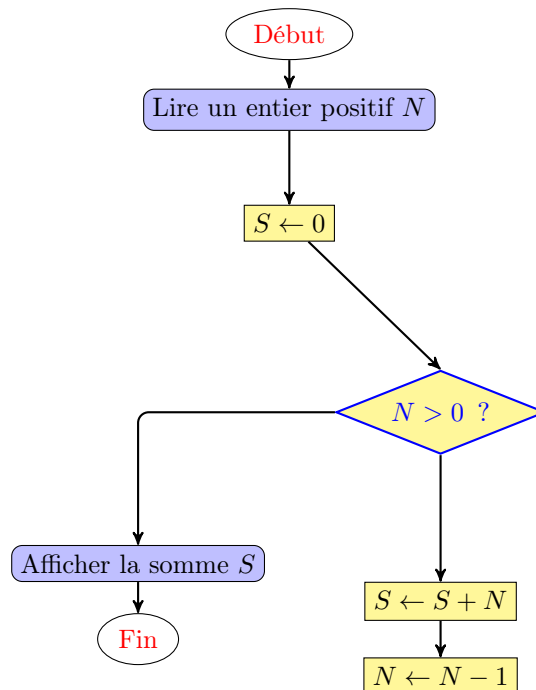 Début
Lire un entier positif N
S ← 0
N > 0 ?
Afficher la somme S
S ← S + N
Fin
N ← N − 1